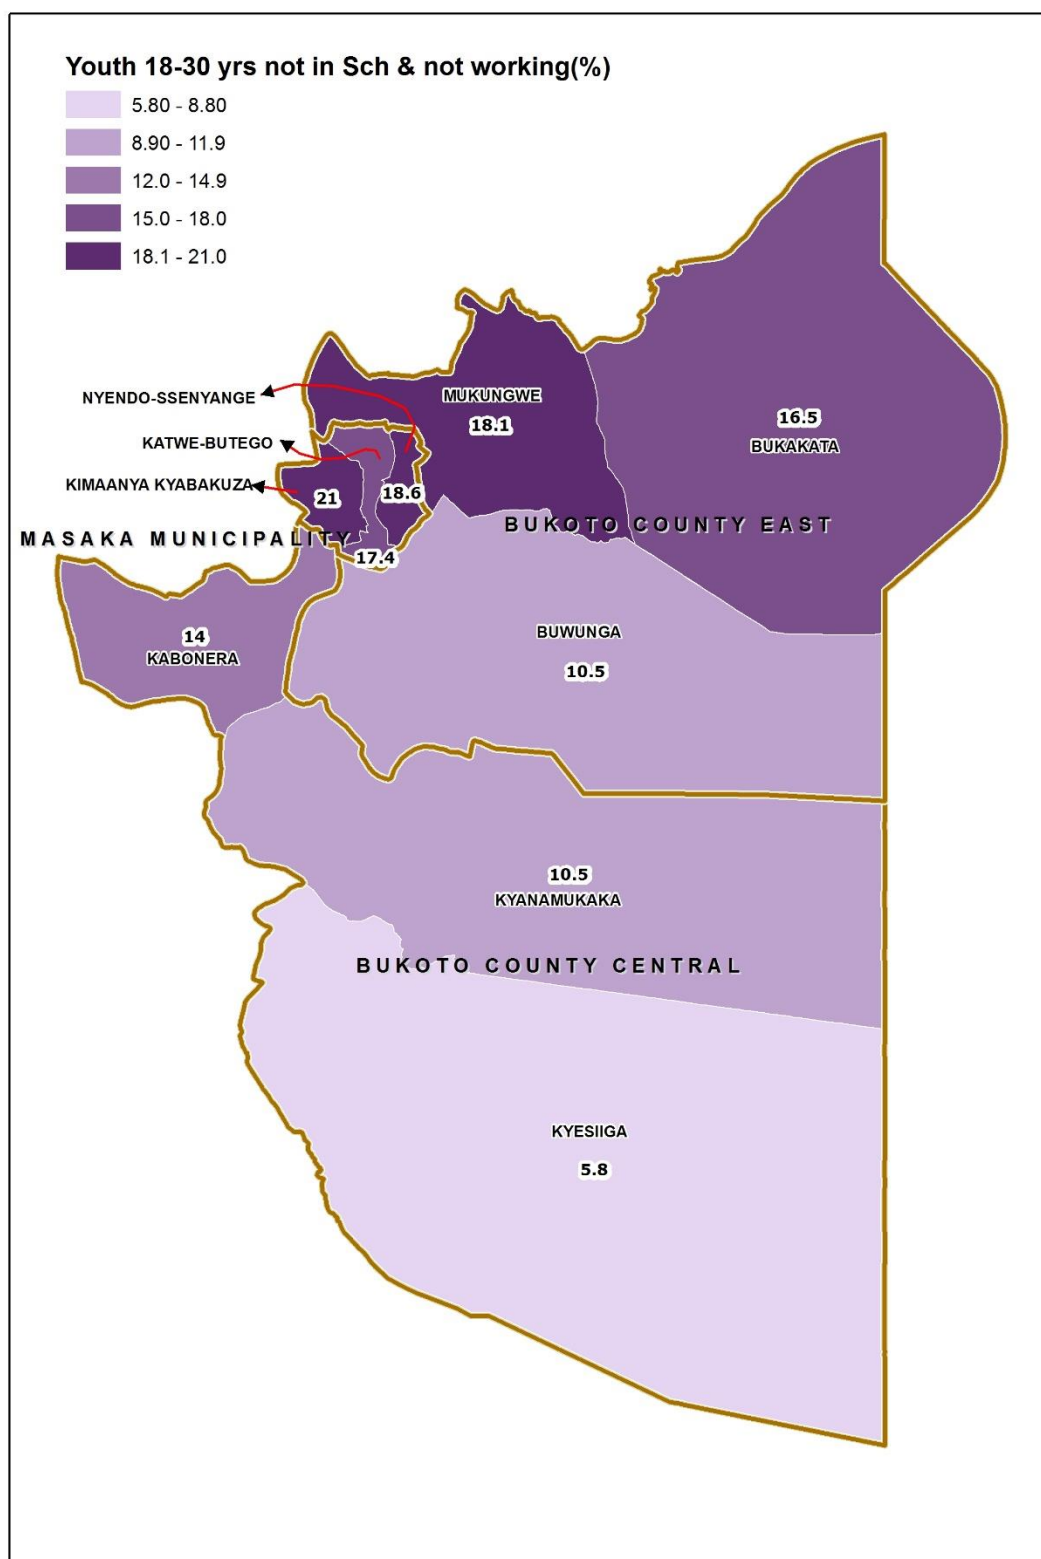 Youth 18-30 yrs not in Sch & not working(%)
5.80 - 8.80
8.90 - 11.9
12.0 - 14.9
15.0 - 18.0
18.1 - 21.0
NYENDO-SSENYANGE
MUKUNGWE
18.1
16.5
BUKAKATA
KATWE-BUTEGO
KIMAANYA KYABAKUZA
21
18.6
BUKOTO COUNTY EAST
MASAKA MUNICIPALITY
17.4
14
KABONERA
BUWUNGA
10.5
10.5
KYANAMUKAKA
BUKOTO COUNTY CENTRAL
KYESIIGA
5.8